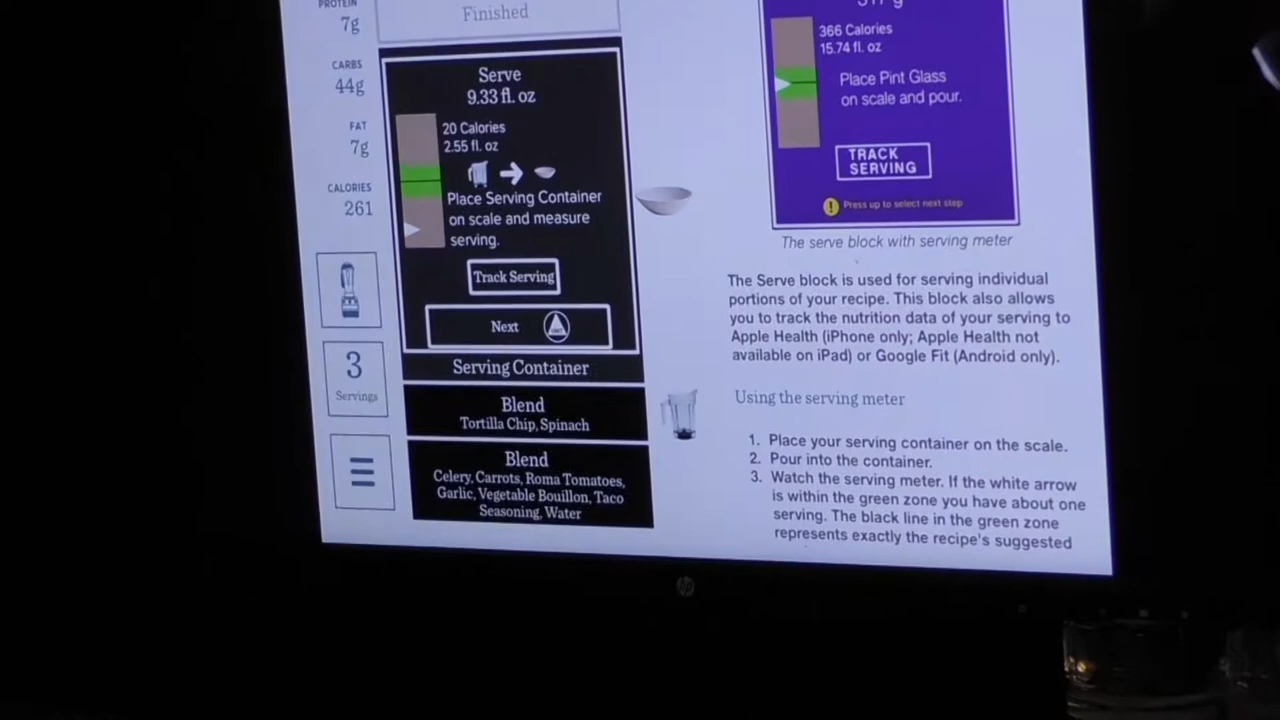 PROTEIN
7g
CARBS
44g
FAT
7g
CALORIES
261
3
Servings
Finished
Serve
9.33 fl. oz
20 Calories
2.55 fl. oz
Place Serving Container
on scale and measure
serving.
Track Serving
Next
Serving Container
Blend
Tortilla Chip, Spinach
Blend
Celery, Carrots, Roma Tomatoes,
Garlic, Vegetable Bouillon, Taco
Seasoning, Water
366 Calories
15.74 fl. oz
Place Pint Glass
on scale and pour.
TRACK
SERVING
Press up to select next step
The serve block with serving meter
The Serve block is used for serving individual
portions of your recipe. This block also allows
you to track the nutrition data of your serving to
Apple Health (iPhone only; Apple Health not
available on iPad) or Google Fit (Android only).
Using the serving meter
1. Place your serving container on the scale.
2. Pour into the container.
3. Watch the serving meter. If the white arrow
is within the green zone you have about one
serving. The black line in the green zone
represents exactly the recipe's suggested
hp